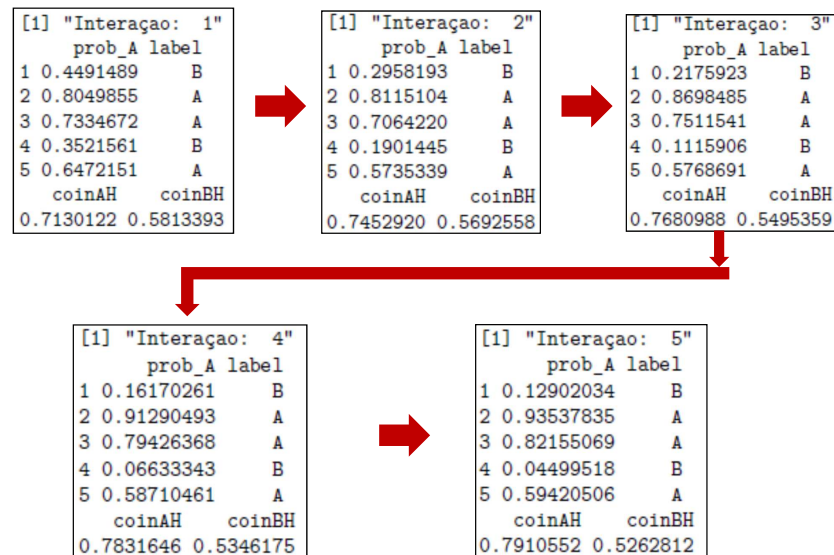 [1] "Interaçao:  1"
prob_A label
1 0.4491489 B
2 0.8049855 A
3 0.7334672 A
4 0.3521561 B
5 0.6472151 A
coinAH coinBH
0.7130122 0.5813393
[1] "Interaçao:  2"
prob_A label
1 0.2958193 B
2 0.8115104 A
3 0.7064220 A
4 0.1901445 B
5 0.5735339 A
coinAH coinBH
0.7452920 0.5692558
[1] "Interaçao:  3"
prob_A label
1 0.2175923 B
2 0.8698485 A
3 0.7511541 A
4 0.1115906 B
5 0.5768691 A
coinAH coinBH
0.7680988 0.5495359
[1] "Interaçao:  4"
prob_A label
1 0.16170261 B
2 0.91290493 A
3 0.79426368 A
4 0.06633343 B
5 0.58710461 A
coinAH coinBH
0.7831646 0.5346175
[1] "Interaçao:  5"
prob_A label
1 0.12902034 B
2 0.93537835 A
3 0.82155069 A
4 0.04499518 B
5 0.59420506 A
coinAH coinBH
0.7910552 0.5262812